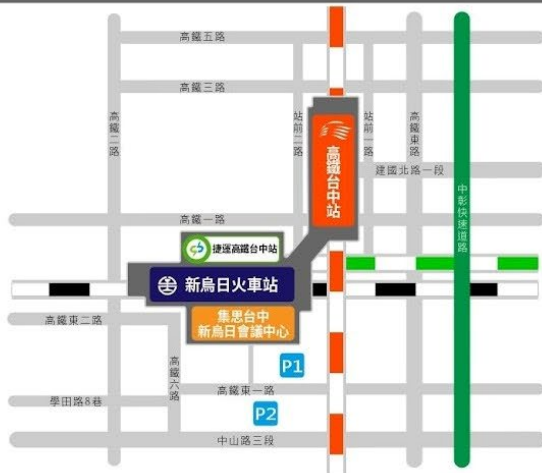 高鐵五路
高鐵三路
高鐵二路
站前二路
站前一路
高鐵東路
高鐵台中站
建國北路一段
中彰快速道路
高鐵一路
捷運高鐵台中站
新烏日火車站
集思台中
新烏日會議中心
高鐵東二路
高鐵六路
P1
高鐵東一路
學田路8巷
P2
中山路三段